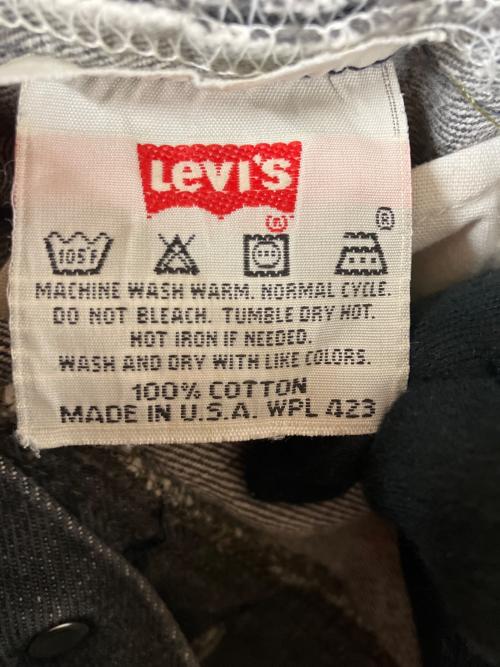 LEVI'S
®
®
105°F
MACHINE WASH WARM. NORMAL CYCLE.
DO NOT BLEACH. TUMBLE DRY HOT.
HOT IRON IF NEEDED.
WASH AND DRY WITH LIKE COLORS.
100% COTTON
MADE IN U.S.A. WPL 423